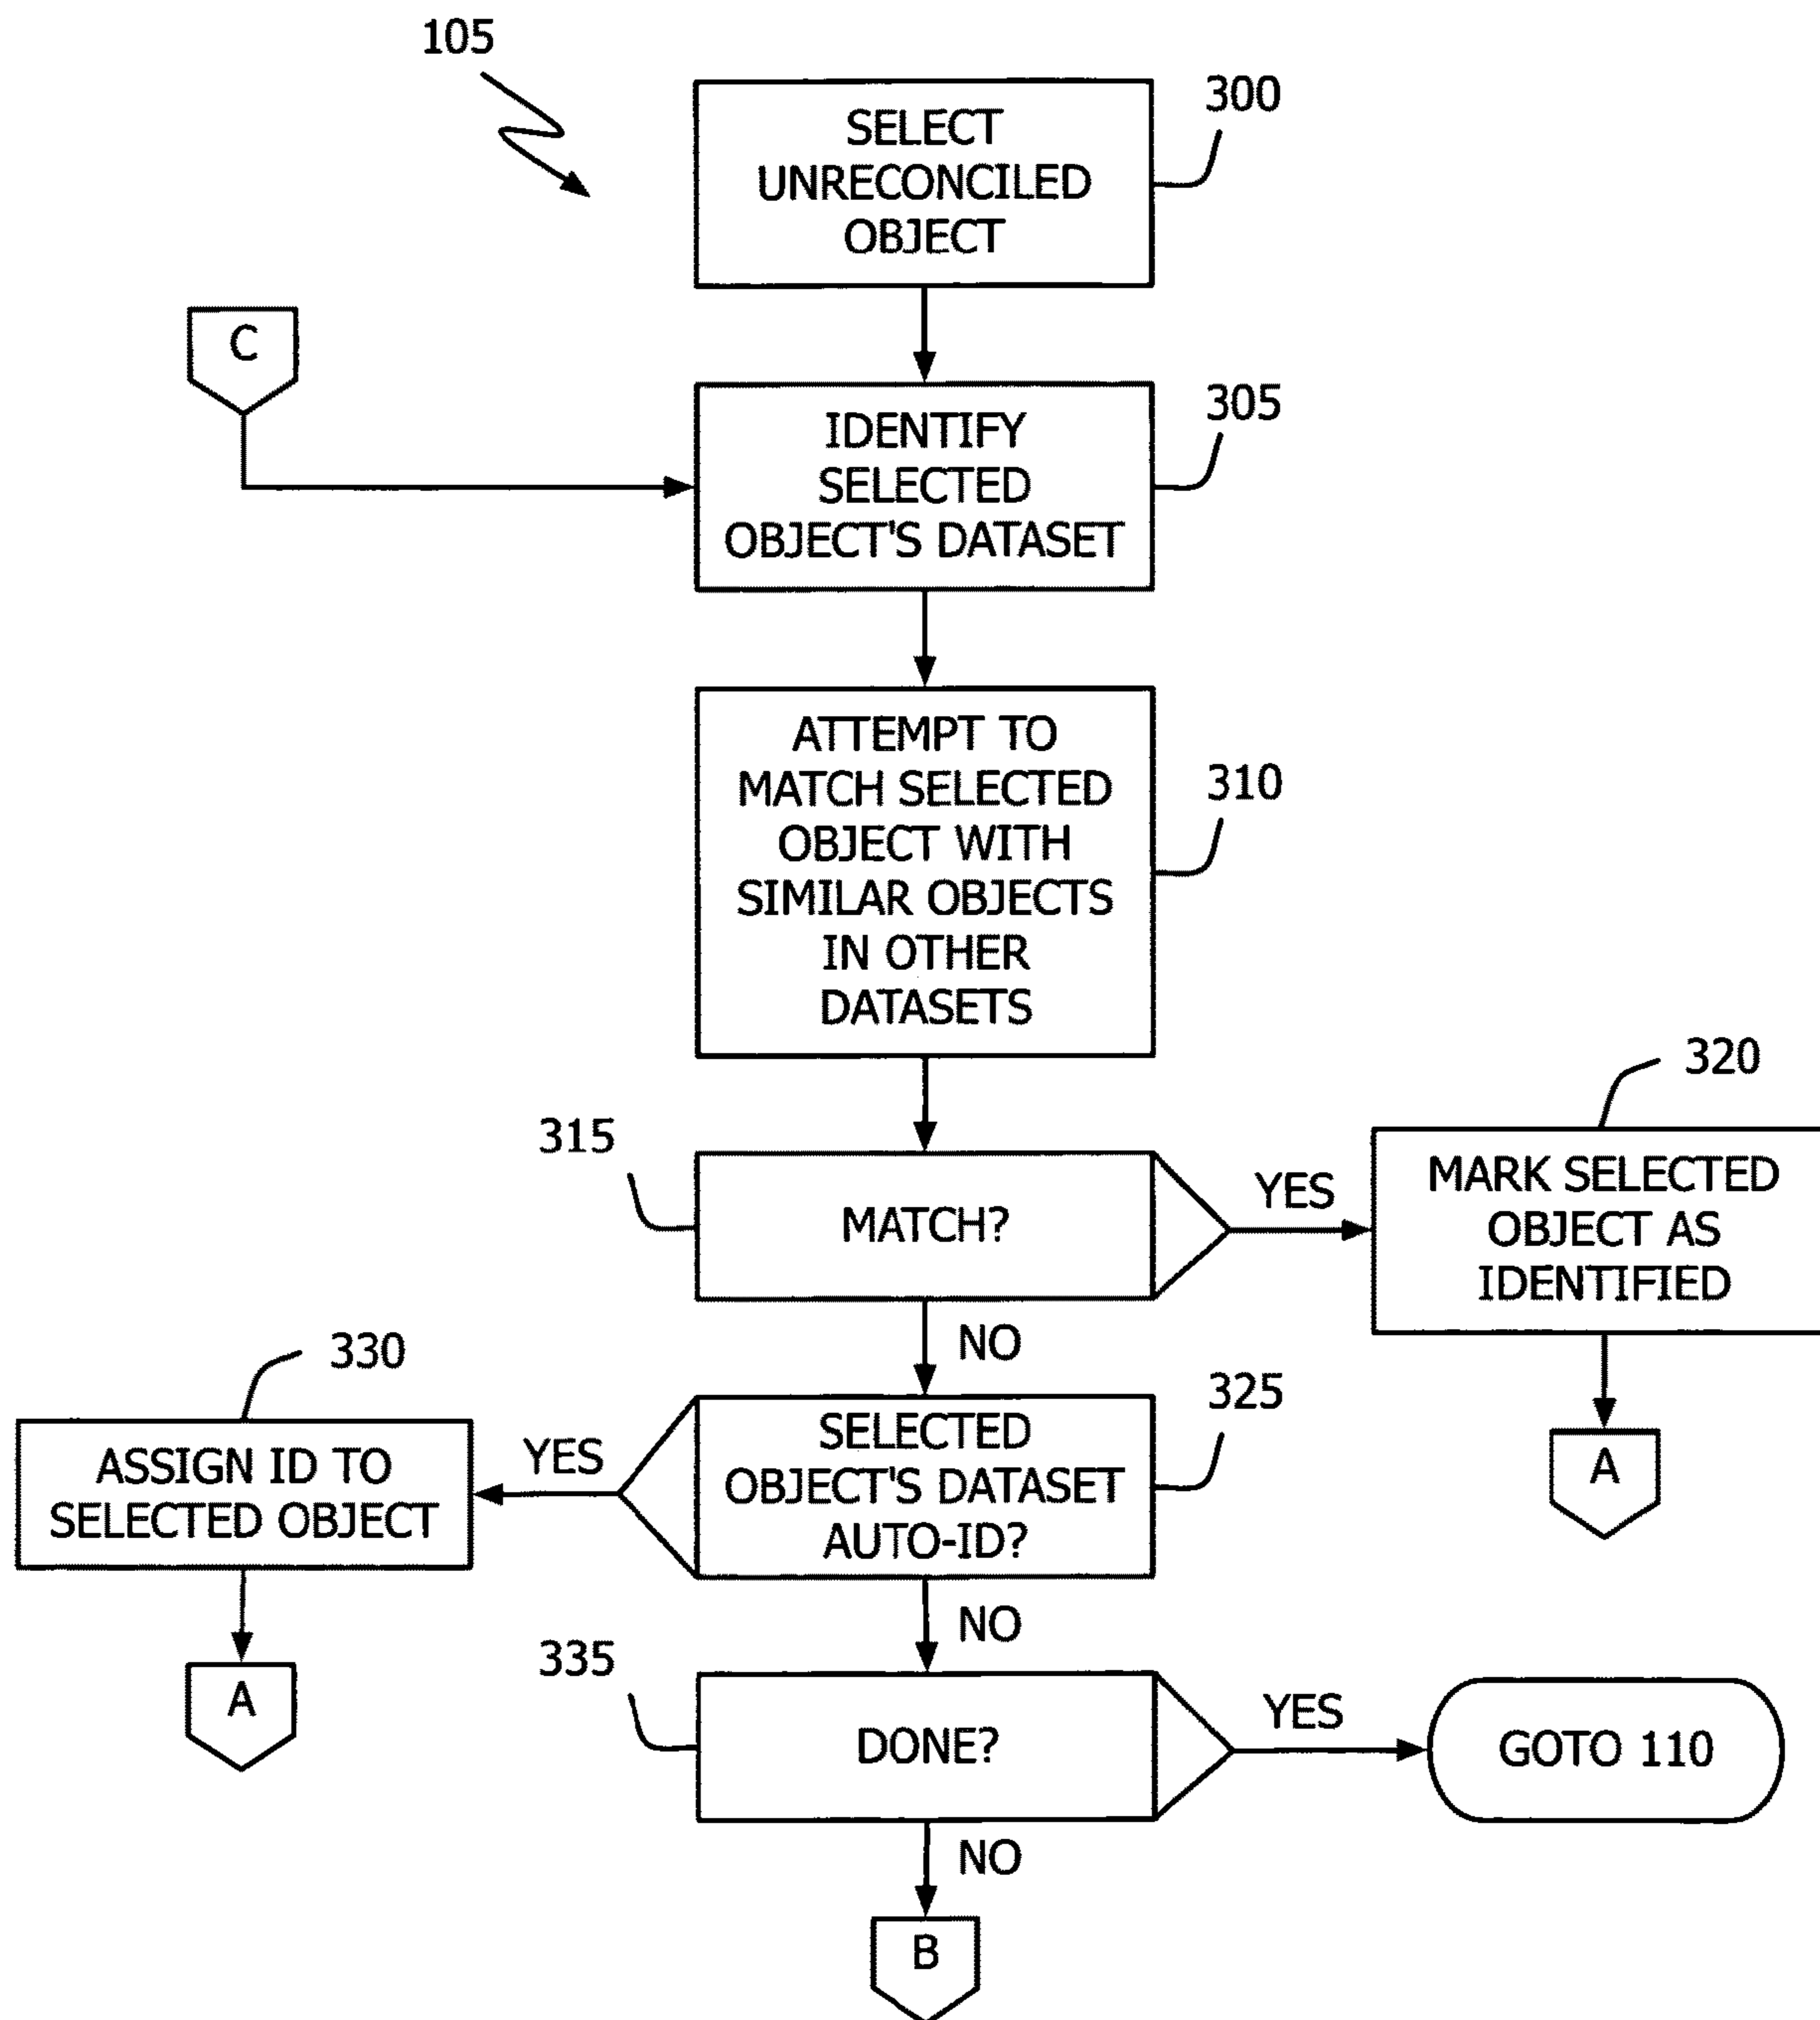 105
SELECT
UNRECONCILED
OBJECT
300
C
IDENTIFY
SELECTED
OBJECT'S DATASET
305
ATTEMPT TO
MATCH SELECTED
OBJECT WITH
SIMILAR OBJECTS
IN OTHER
DATASETS
310
315
MATCH?
YES
320
MARK SELECTED
OBJECT AS
IDENTIFIED
A
NO
330
ASSIGN ID TO
SELECTED OBJECT
YES
SELECTED
OBJECT'S DATASET
AUTO-ID?
325
A
NO
335
DONE?
YES
GOTO 110
NO
B